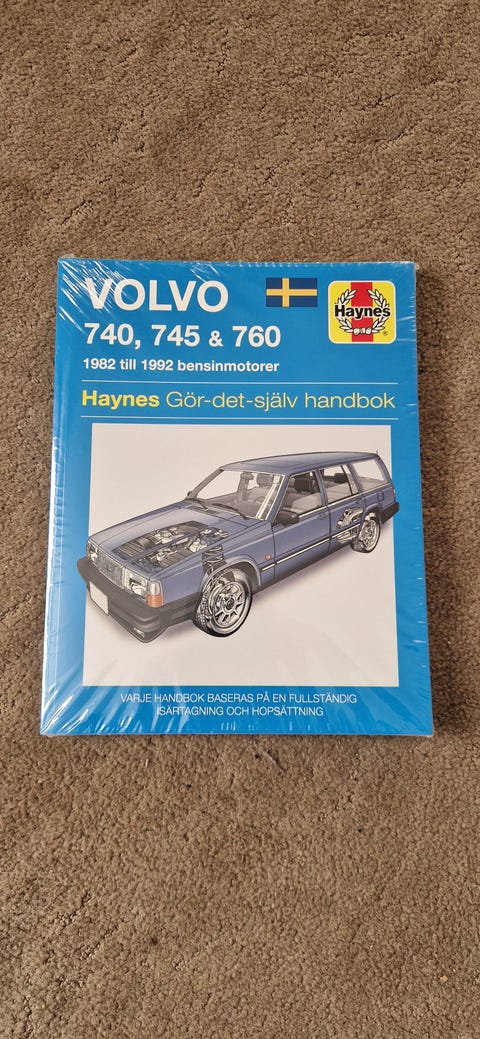 VOLVO
Haynes
®
740, 745 & 760
1982 till 1992 bensinmotorer
Haynes Gör-det-själv handbok
VARJE HANDBOK BASERAS PÅ EN FULLSTÄNDIG
ISÄRTAGNING OCH HOPSÄTTNING